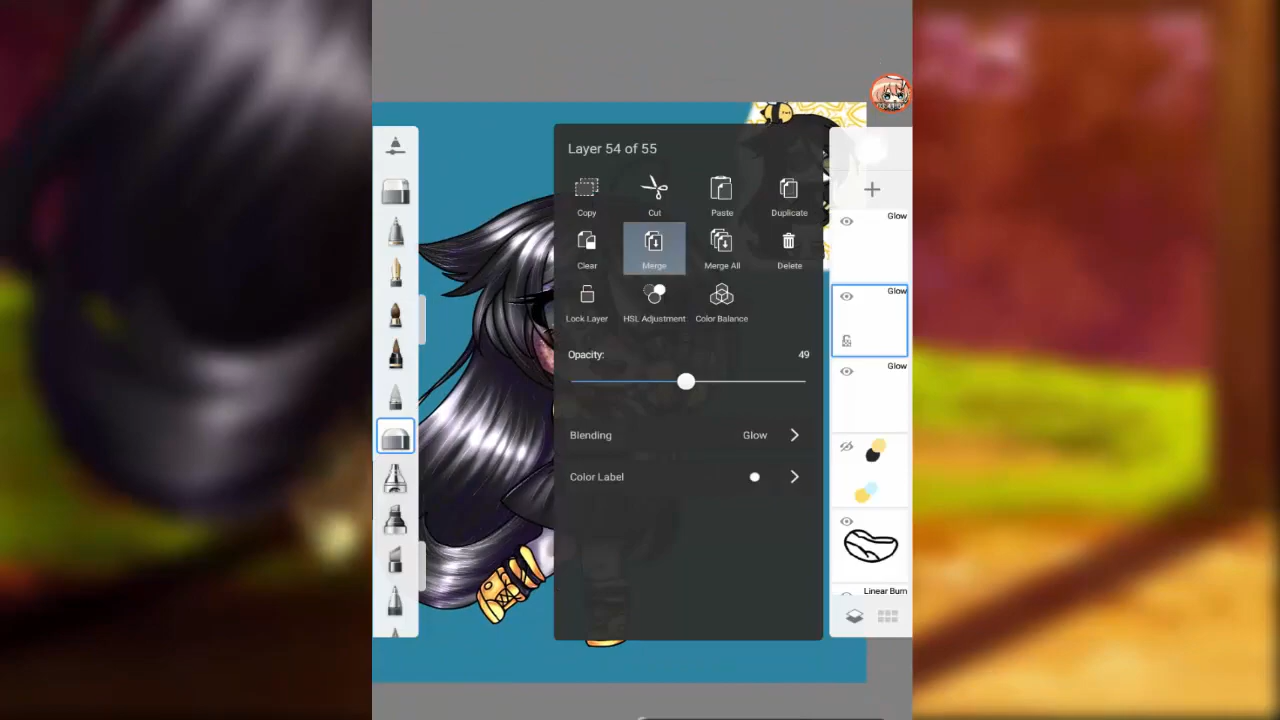 Layer 54 of 55
Copy
Cut
Paste
Duplicate
Clear
Merge
Merge All
Delete
Lock Layer
HSL Adjustment
Color Balance
Opacity:
49
Blending
Glow
Color Label
Glow
Glow
Glow
Linear Burn